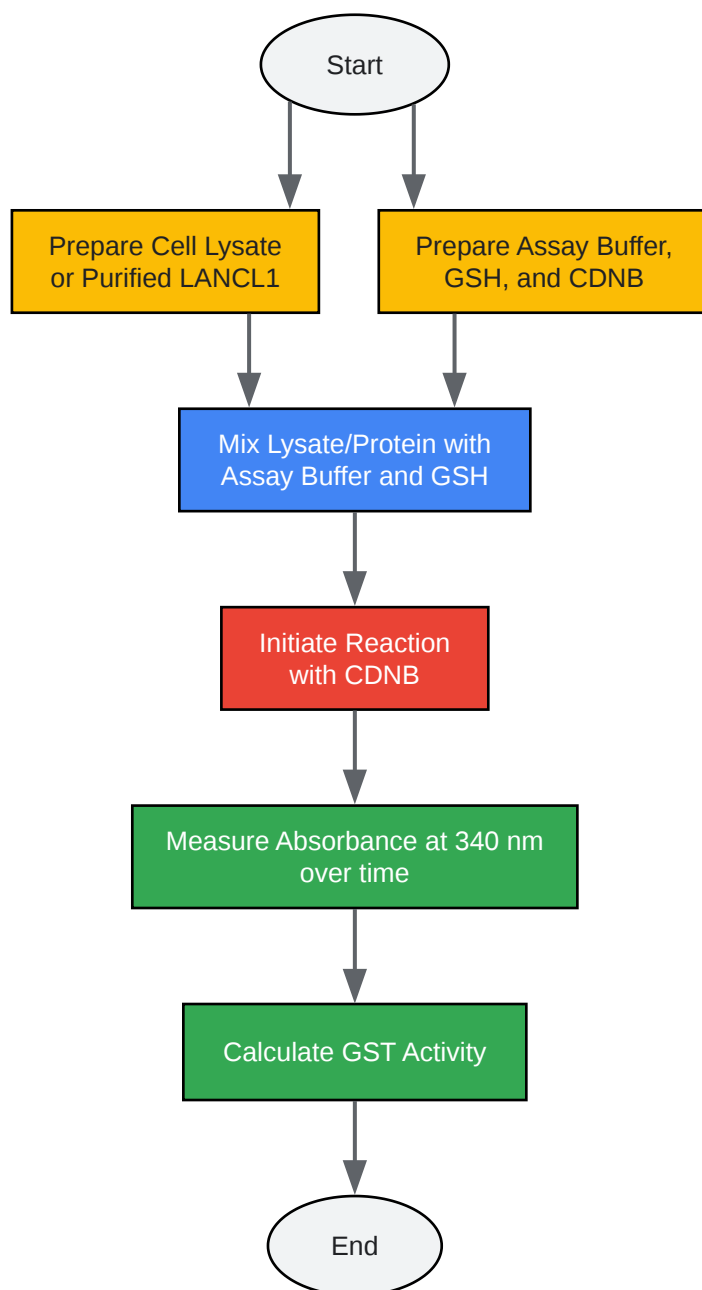 Start
Prepare Cell Lysate
or Purified LANCL1
Prepare Assay Buffer,
GSH, and CDNB
Mix Lysate/Protein with
Assay Buffer and GSH
Initiate Reaction
with CDNB
Measure Absorbance at 340 nm
over time
Calculate GST Activity
End